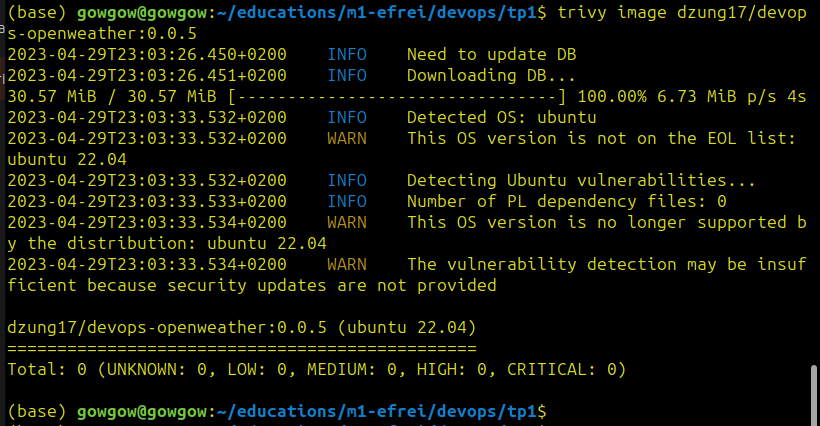 (base) gowgow@gowgow:~/educations/m1-efrei/devops/tp1$ trivy image dzung17/devop
s-openweather:0.0.5
2023-04-29T23:03:26.450+0200    INFO    Need to update DB
2023-04-29T23:03:26.451+0200    INFO    Downloading DB...
30.57 MiB / 30.57 MiB [--------------------------------] 100.00% 6.73 MiB p/s 4s
2023-04-29T23:03:33.532+0200    INFO    Detected OS: ubuntu
2023-04-29T23:03:33.532+0200    WARN    This OS version is not on the EOL list:
ubuntu 22.04
2023-04-29T23:03:33.532+0200    INFO    Detecting Ubuntu vulnerabilities...
2023-04-29T23:03:33.533+0200    INFO    Number of PL dependency files: 0
2023-04-29T23:03:33.534+0200    WARN    This OS version is no longer supported b
y the distribution: ubuntu 22.04
2023-04-29T23:03:33.534+0200    WARN    The vulnerability detection may be insuf
ficient because security updates are not provided
dzung17/devops-openweather:0.0.5 (ubuntu 22.04)
===============================================
Total: 0 (UNKNOWN: 0, LOW: 0, MEDIUM: 0, HIGH: 0, CRITICAL: 0)
(base) gowgow@gowgow:~/educations/m1-efrei/devops/tp1$